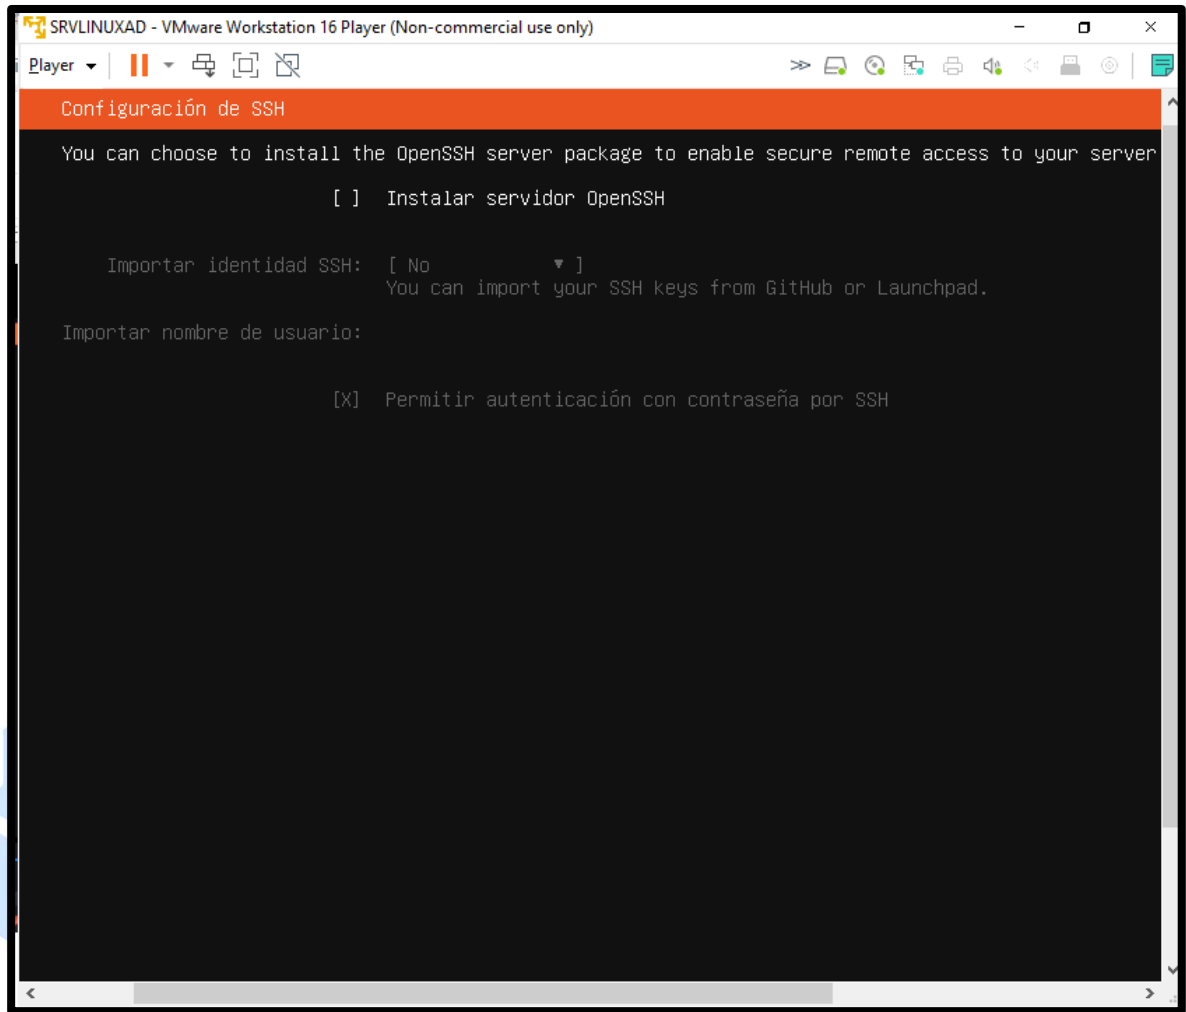 SRVLINUXAD - VMware Workstation 16 Player (Non-commercial use only)
Player
Configuración de SSH
You can choose to install the OpenSSH server package to enable secure remote access to your server
[ ] Instalar servidor OpenSSH
Importar identidad SSH: [ No ▾ ]
You can import your SSH keys from GitHub or Launchpad.
Importar nombre de usuario:
[X] Permitir autenticación con contraseña por SSH